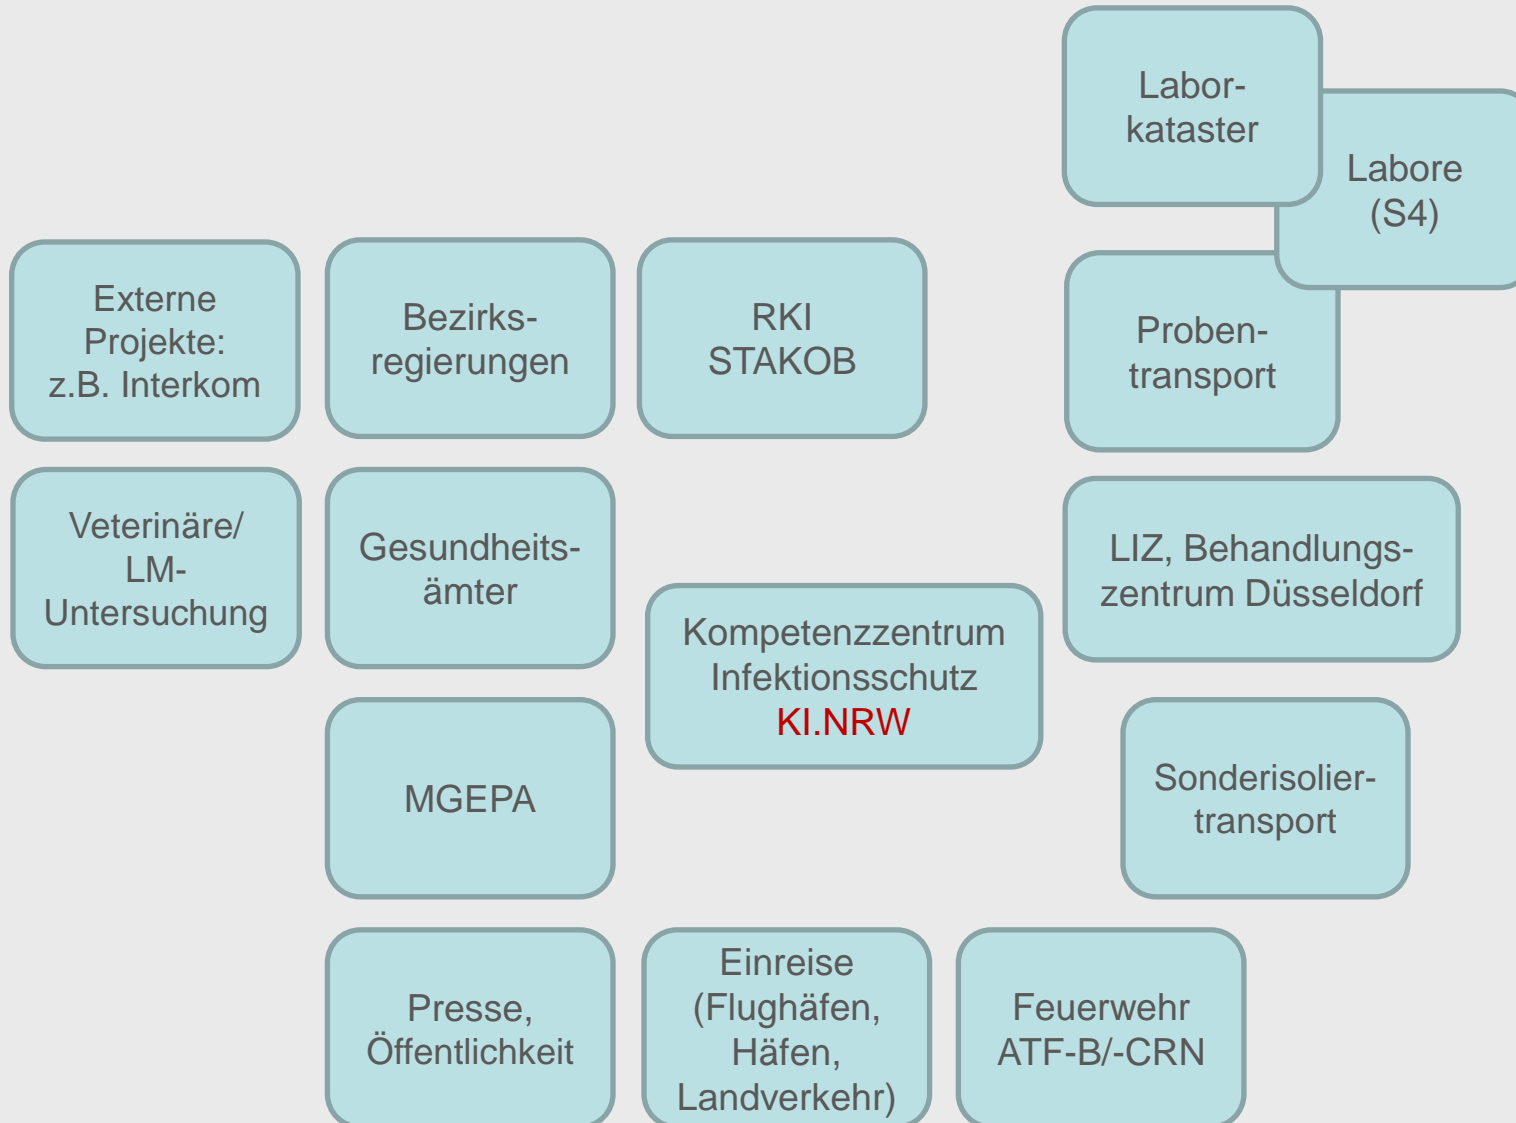 Labor-
kataster
Labore
(S4)
Externe
Projekte:
z.B. Interkom
Bezirks-
regierungen
RKI
STAKOB
Proben-
transport
Veterinäre/
LM-
Untersuchung
Gesundheits-
ämter
Kompetenzzentrum
Infektionsschutz
KI.NRW
LIZ, Behandlungs-
zentrum Düsseldorf
MGEPA
Sonderisolier-
transport
Presse,
Öffentlichkeit
Einreise
(Flughäfen,
Häfen,
Landverkehr)
Feuerwehr
ATF-B/-CRN